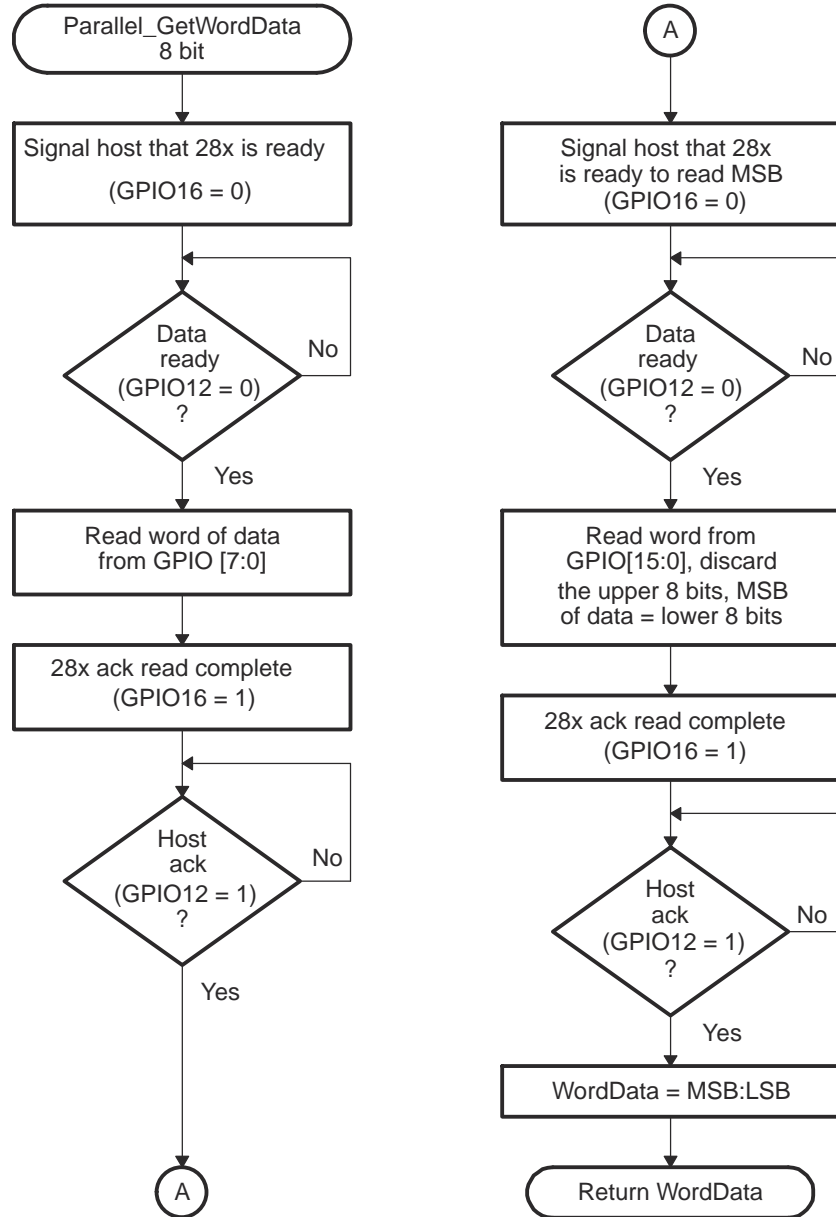 Parallel_GetWordData
8 bit
Signal host that 28x is ready
(GPIO16 = 0)
Data
ready
(GPIO12 = 0)
?
No
Yes
Read word of data
from GPIO [7:0]
28x ack read complete
(GPIO16 = 1)
Host
ack
(GPIO12 = 1)
?
No
Yes
A
A
Signal host that 28x
is ready to read MSB
(GPIO16 = 0)
Data
ready
(GPIO12 = 0)
?
No
Yes
Read word from
GPIO[15:0], discard
the upper 8 bits, MSB
of data = lower 8 bits
28x ack read complete
(GPIO16 = 1)
Host
ack
(GPIO12 = 1)
?
No
Yes
WordData = MSB:LSB
Return WordData